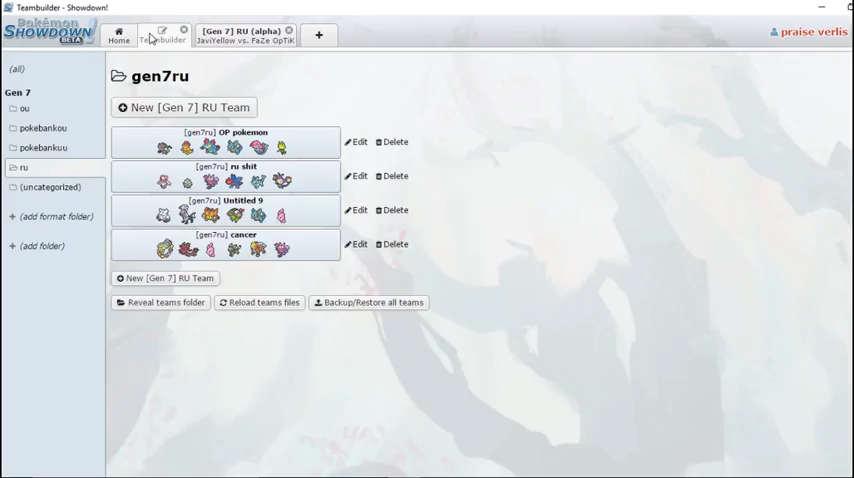 Teambuilder - Showdown!
Pokémon
SHOWDOWN!
BETA
Home
Teambuilder
[Gen 7] RU (alpha)
JaviYellow vs. FaZe OpTiK
+
praise verlis
(all)
Gen 7
ou
pokebankou
pokebankuu
ru
(uncategorized)
(add format folder)
(add folder)
gen7ru
New [Gen 7] RU Team
[gen7ru] OP pokemon
Edit Delete
[gen7ru] ru shit
Edit Delete
[gen7ru] Untitled 9
Edit Delete
[gen7ru] cancer
Edit Delete
New [Gen 7] RU Team
Reveal teams folder Reload teams files Backup/Restore all teams